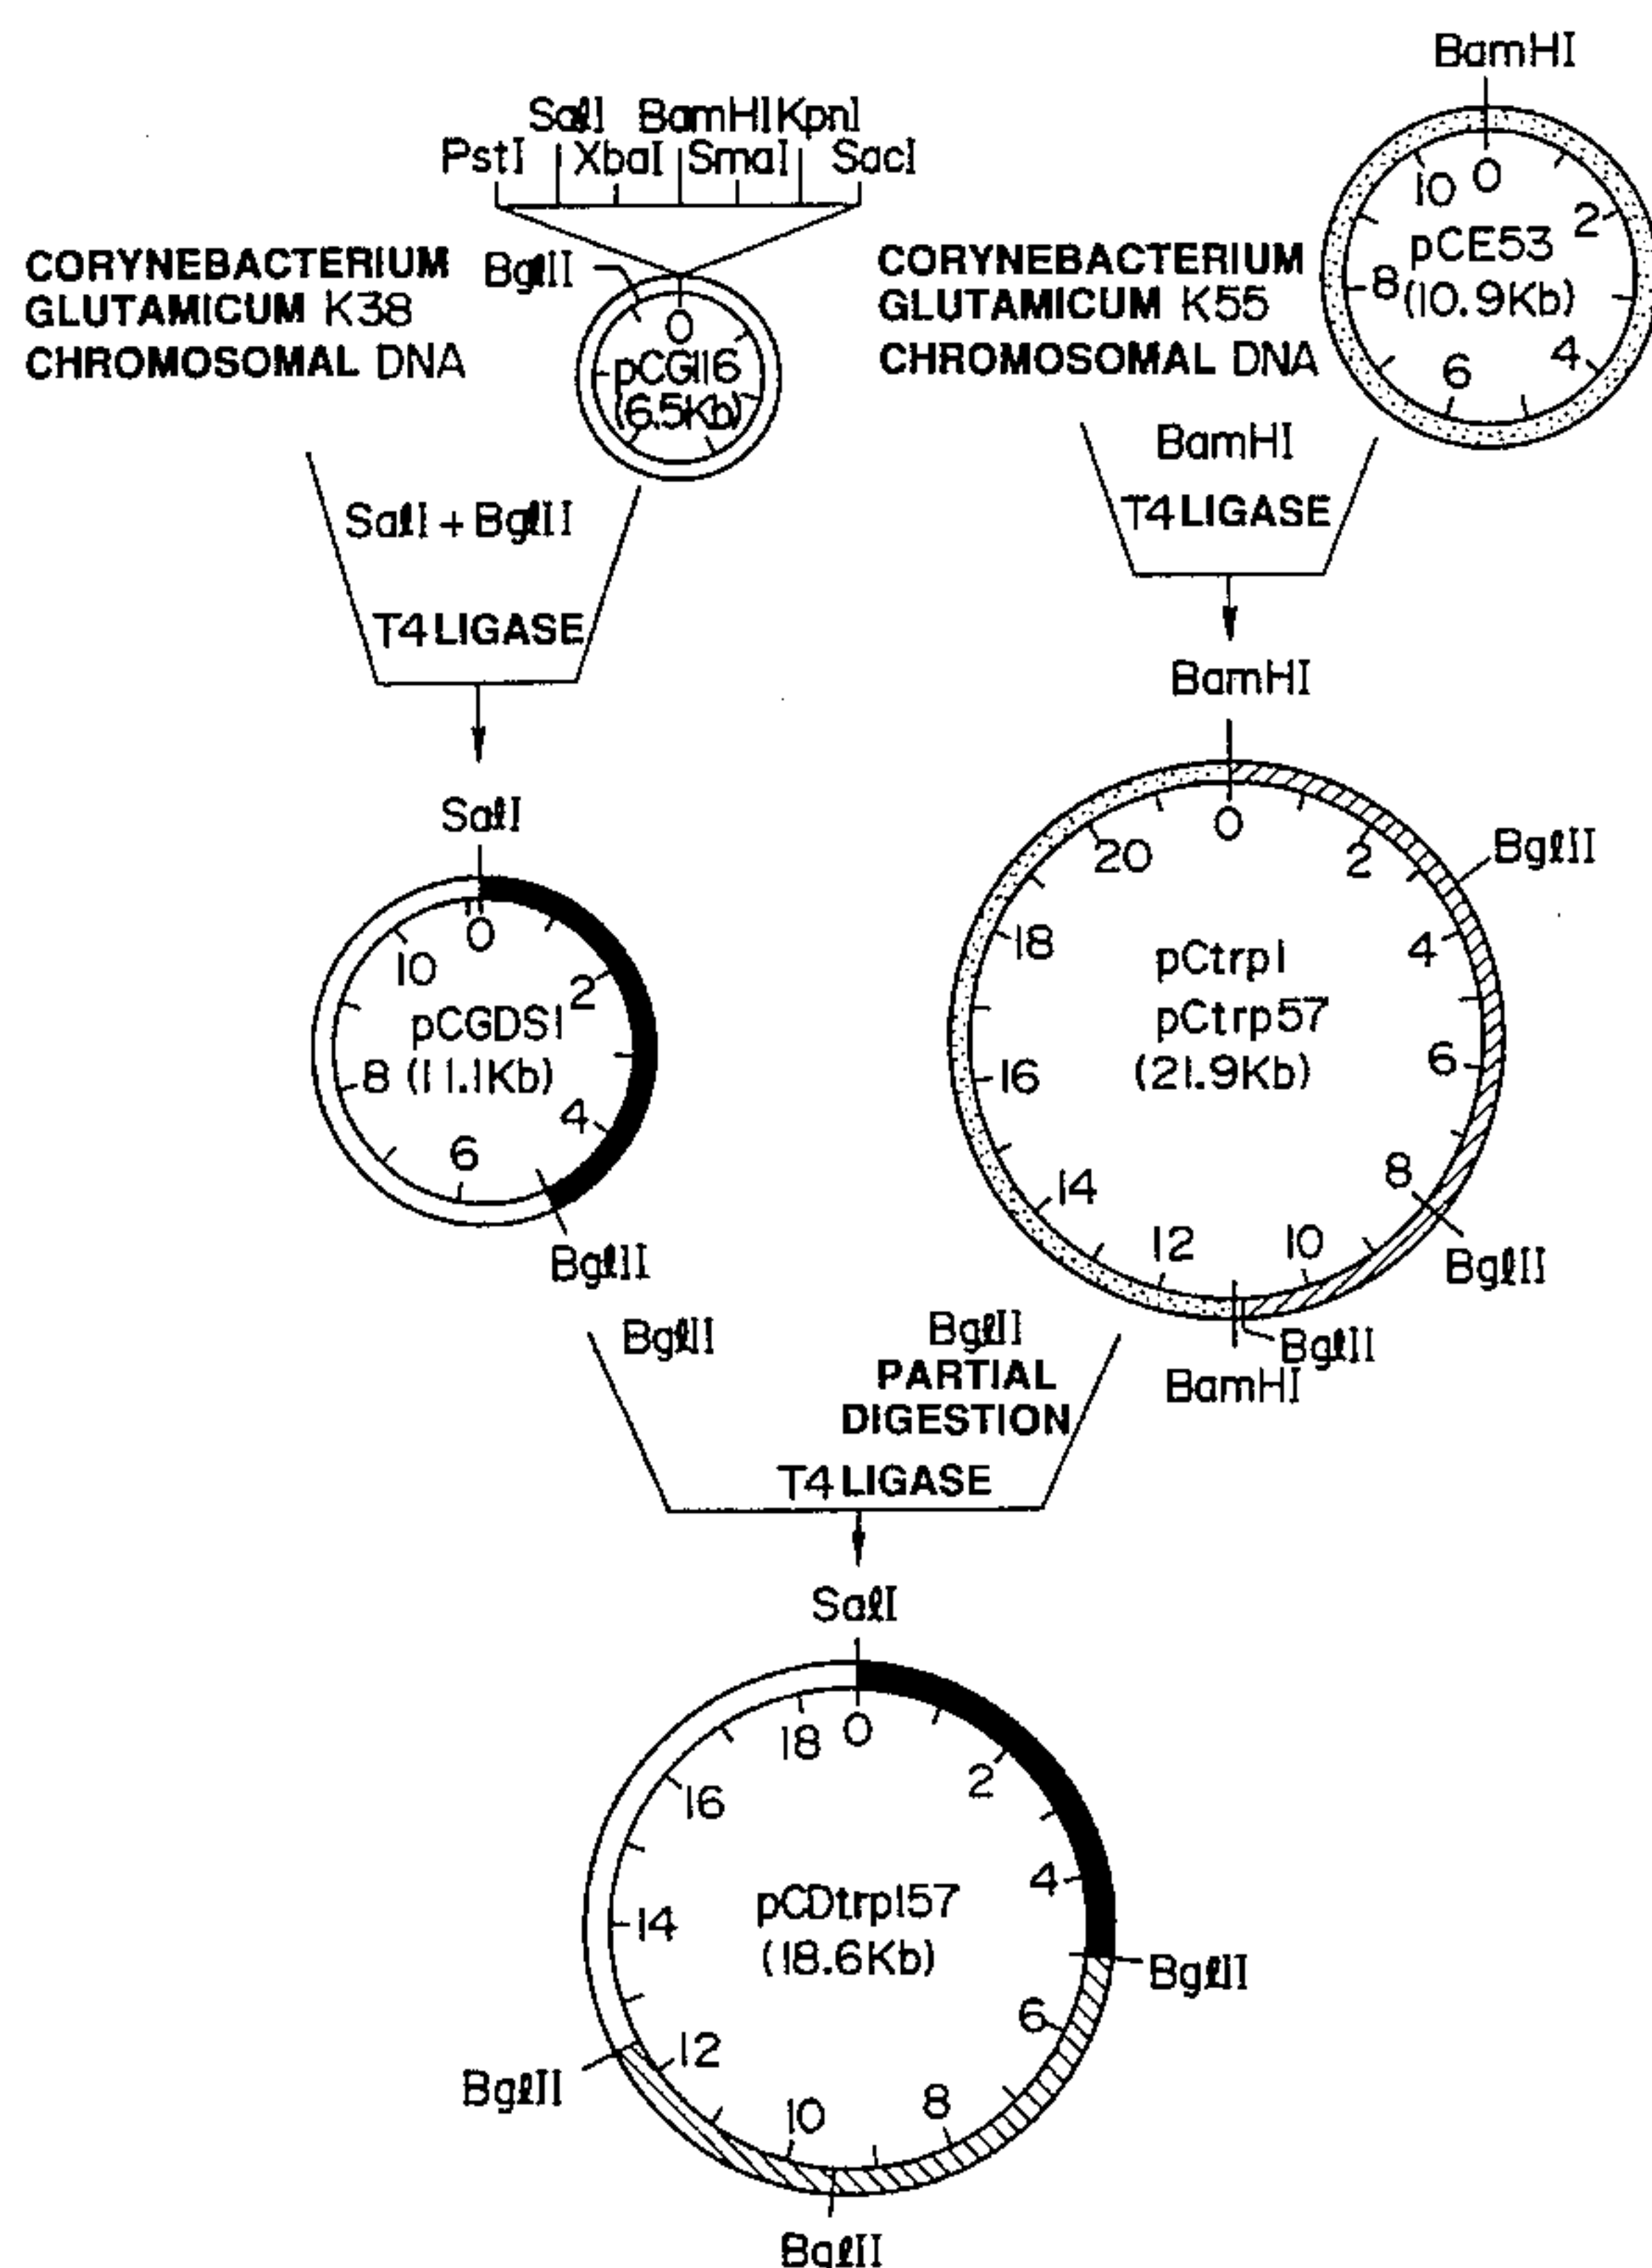 BamHI
SalI BamHI KpnI
PstI XbaI SmaI SacI
CORYNEBACTERIUM
GLUTAMICUM K38
CHROMOSOMAL DNA
BglII
0
pCG116
(6.5Kb)
CORYNEBACTERIUM
GLUTAMICUM K55
CHROMOSOMAL DNA
10 0 2
pCE53
8 (10.9Kb)
6 4
SalI + BglII
T4 LIGASE
BamHI
T4 LIGASE
SalI
0
10 2
pCGDS1
8 (11.1Kb)
6 4
BglII
BamHI
0
20 2
BglII
18 4
pCtrp1
pCtrp57
(21.9Kb)
16 6
14 8
12 10
BglII
BglII
BamHI
BglII
BglII
PARTIAL
DIGESTION
T4 LIGASE
SalI
18 0
16 2
14 4
pCDtrp157
(18.6Kb)
BglII
12 6
10 8
BglII
BglII